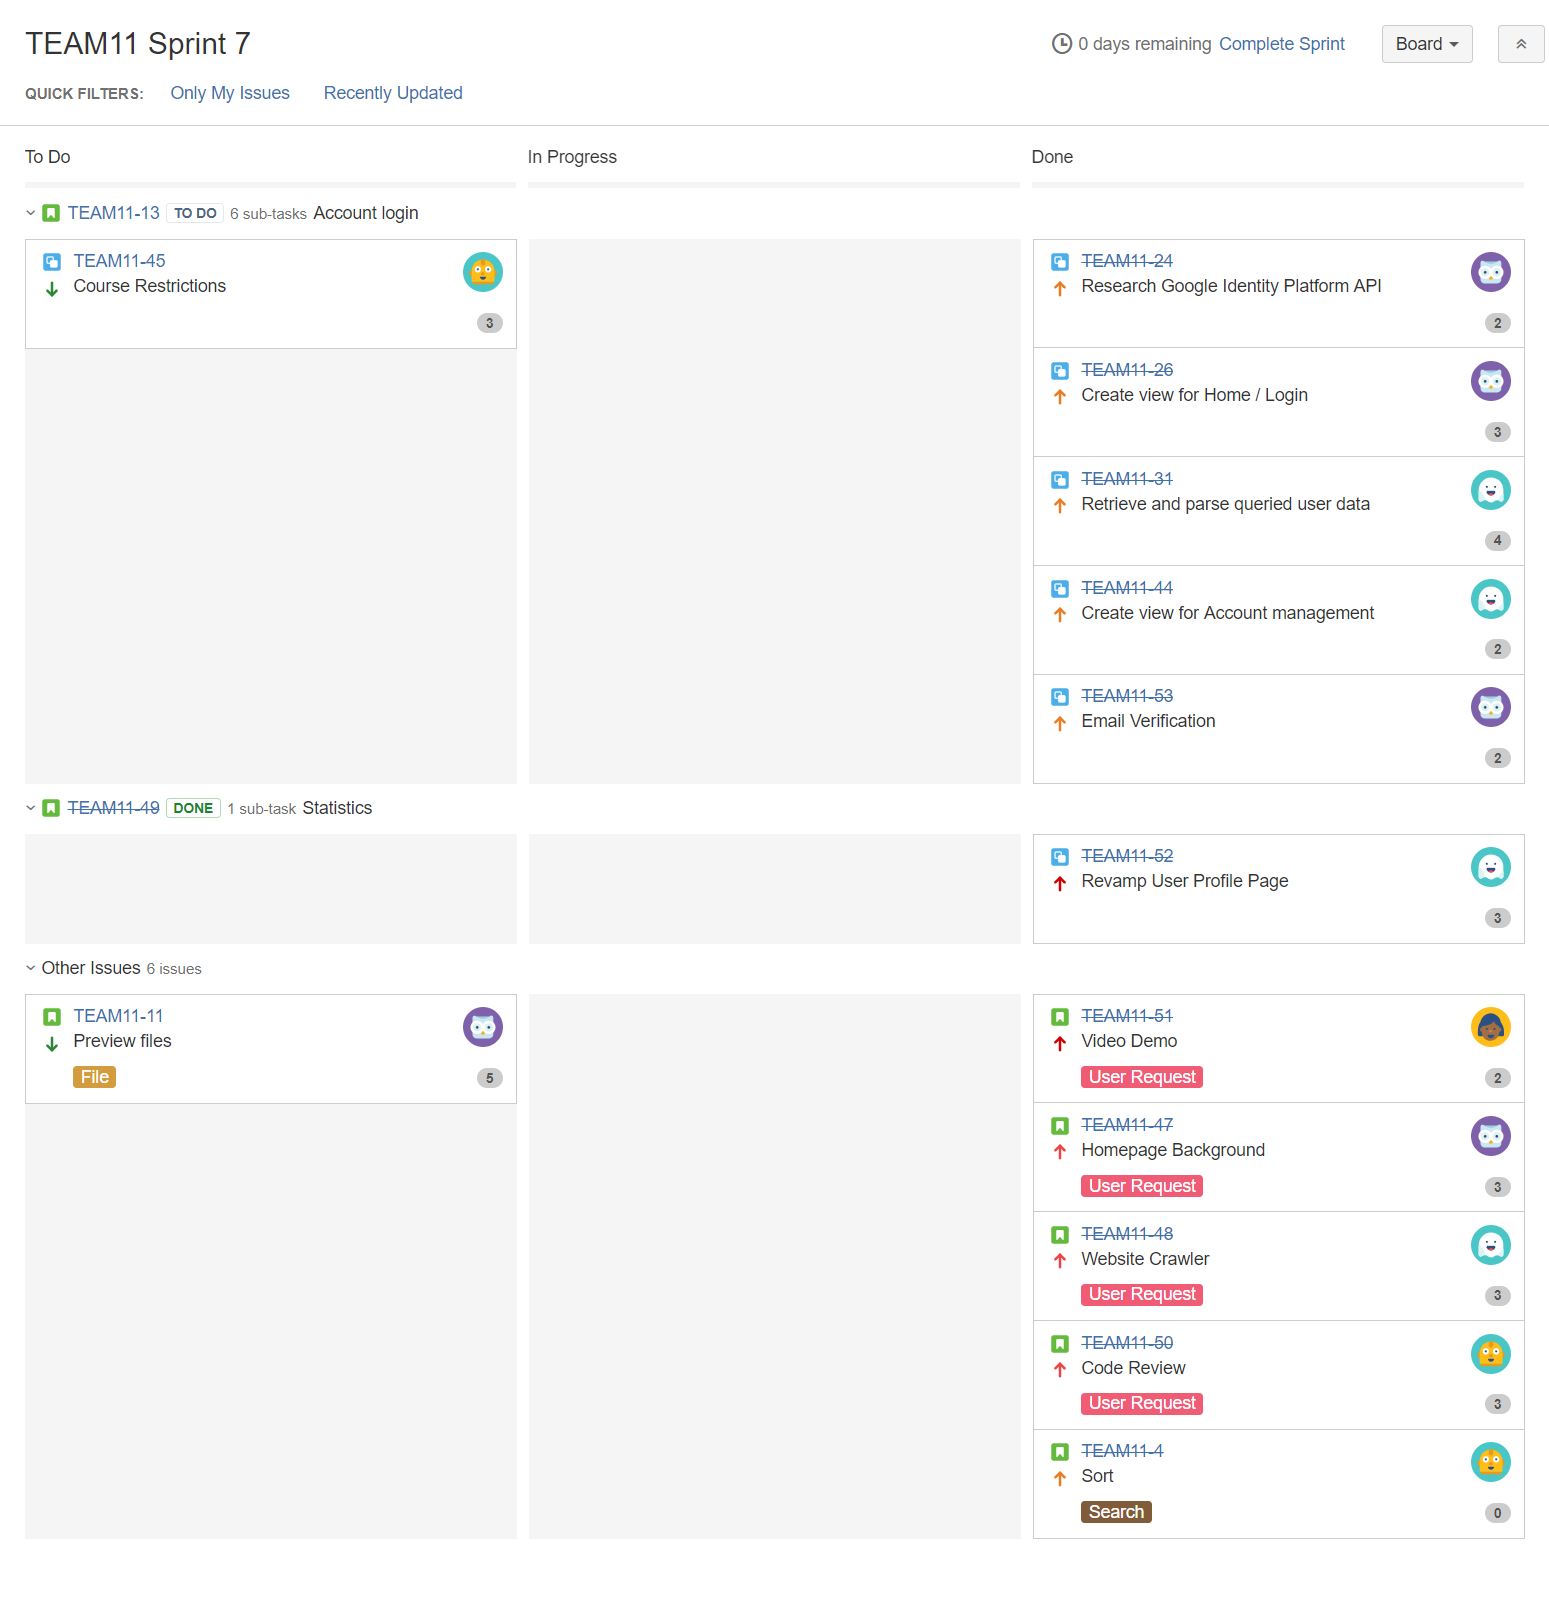 TEAM11 Sprint 7
0 days remaining Complete Sprint
Board
QUICK FILTERS: Only My Issues Recently Updated
To Do
In Progress
Done
TEAM11-13 TO DO 6 sub-tasks Account login
TEAM11-45
Course Restrictions
3
TEAM11-24
Research Google Identity Platform API
2
TEAM11-26
Create view for Home / Login
3
TEAM11-31
Retrieve and parse queried user data
4
TEAM11-44
Create view for Account management
2
TEAM11-53
Email Verification
2
TEAM11-49 DONE 1 sub-task Statistics
TEAM11-52
Revamp User Profile Page
3
Other Issues 6 issues
TEAM11-11
Preview files
File
5
TEAM11-51
Video Demo
User Request
2
TEAM11-47
Homepage Background
User Request
3
TEAM11-48
Website Crawler
User Request
3
TEAM11-50
Code Review
User Request
3
TEAM11-4
Sort
Search
0